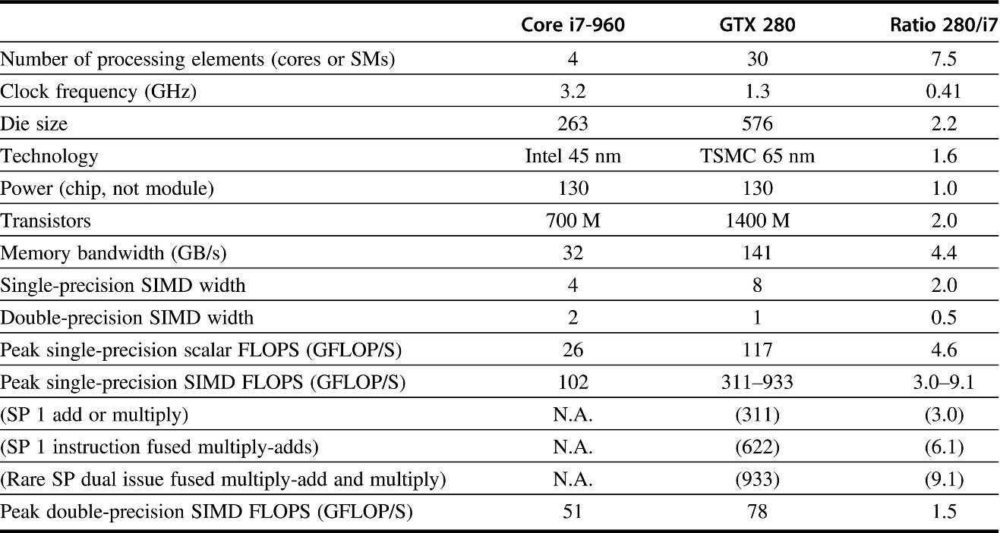 Core i7-960 GTX 280 Ratio 280/i7
Number of processing elements (cores or SMs) 4 30 7.5
Clock frequency (GHz) 3.2 1.3 0.41
Die size 263 576 2.2
Technology Intel 45 nm TSMC 65 nm 1.6
Power (chip, not module) 130 130 1.0
Transistors 700 M 1400 M 2.0
Memory bandwidth (GB/s) 32 141 4.4
Single-precision SIMD width 4 8 2.0
Double-precision SIMD width 2 1 0.5
Peak single-precision scalar FLOPS (GFLOP/S) 26 117 4.6
Peak single-precision SIMD FLOPS (GFLOP/S) 102 311–933 3.0–9.1
(SP 1 add or multiply) N.A. (311) (3.0)
(SP 1 instruction fused multiply-adds) N.A. (622) (6.1)
(Rare SP dual issue fused multiply-add and multiply) N.A. (933) (9.1)
Peak double-precision SIMD FLOPS (GFLOP/S) 51 78 1.5